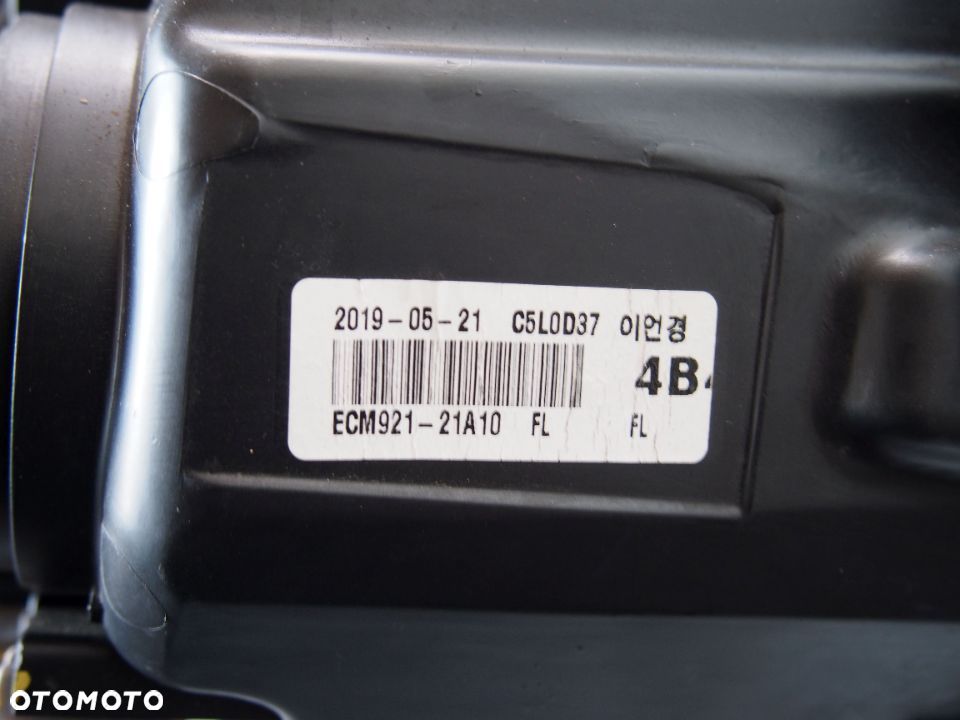 2019-05-21 C5L0D37 이언경
4B
ECM921-21A10 FL FL
OTOMOTO